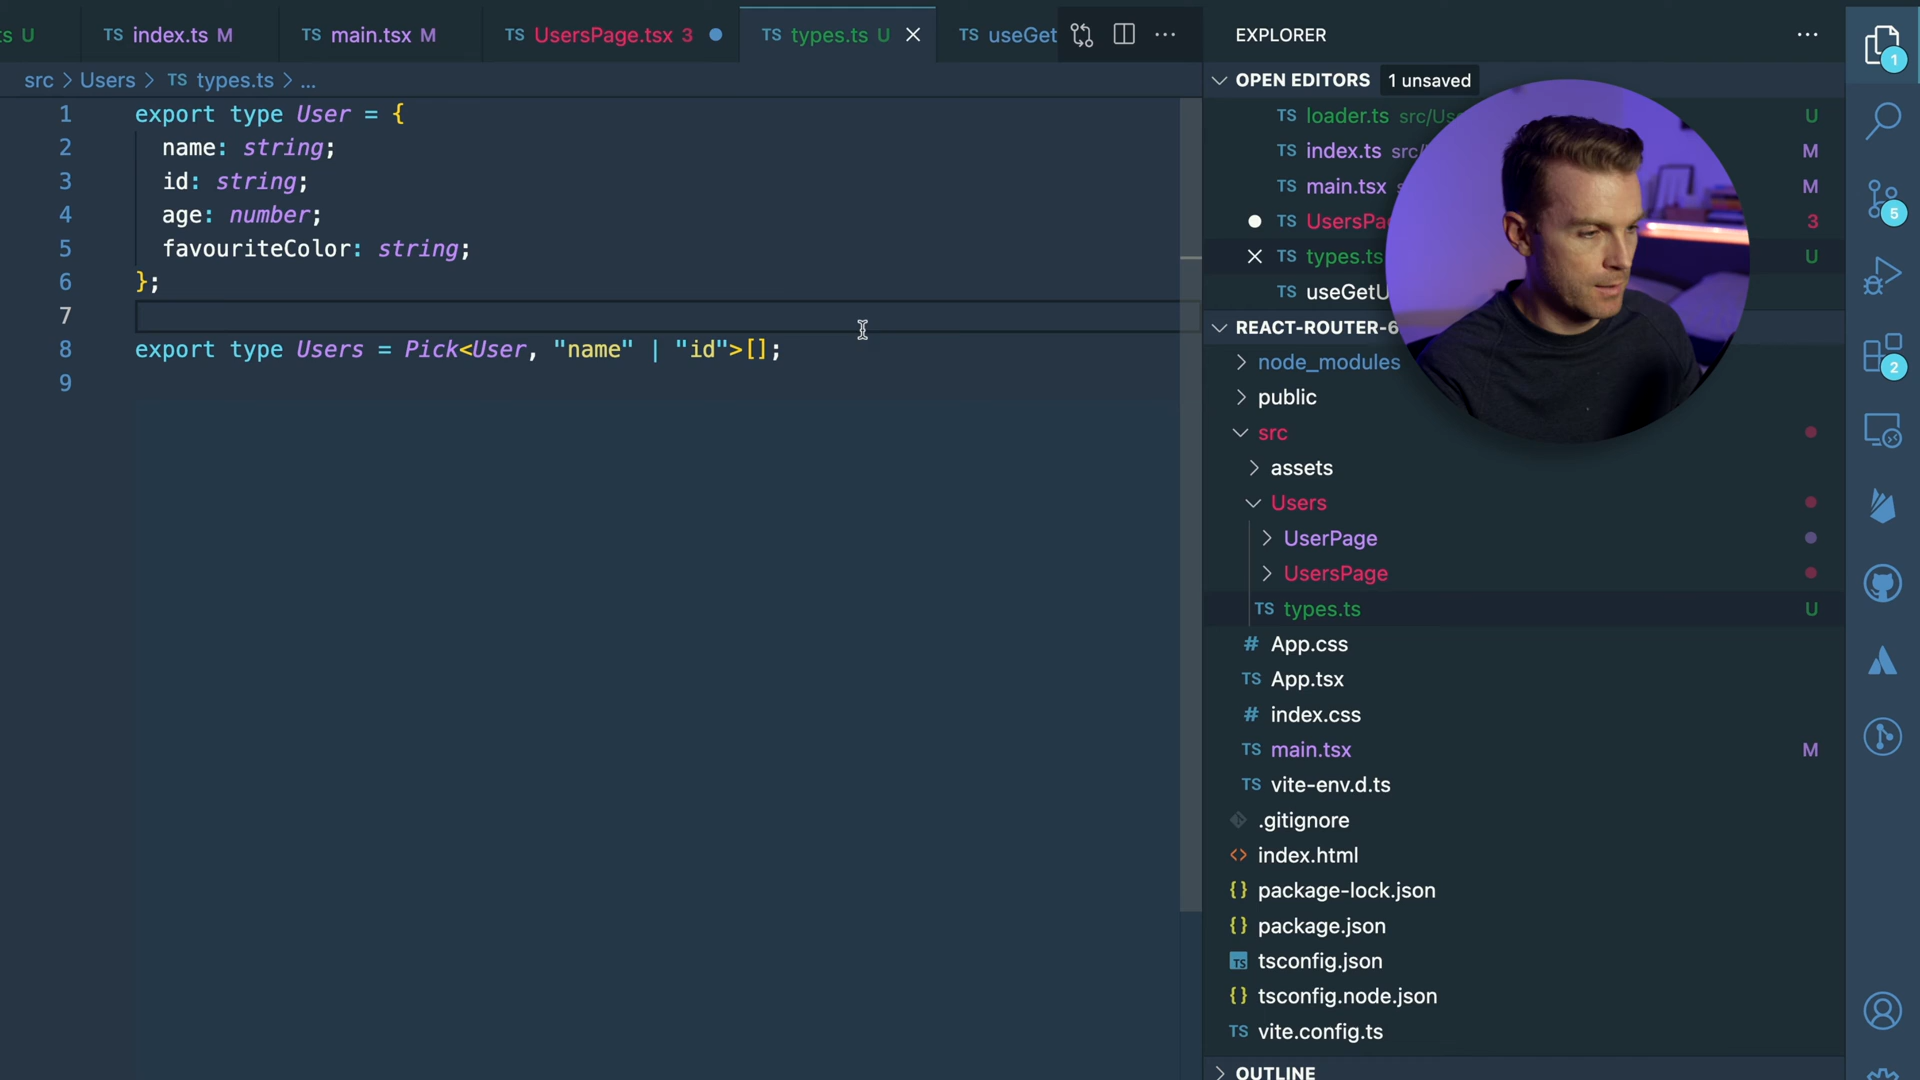 s U
TS index.ts M
TS main.tsx M
TS UsersPage.tsx 3
TS types.ts U
TS useGet
EXPLORER
src > Users > TS types.ts > ...
OPEN EDITORS 1 unsaved
1 export type User = {
2 name: string;
3 id: string;
4 age: number;
5 favouriteColor: string;
6 };
7
8 export type Users = Pick<User, "name" | "id">[];
9
TS loader.ts src/Us U
TS index.ts src/ M
TS main.tsx M
TS UsersPa 3
TS types.ts U
TS useGetU
REACT-ROUTER-6
node_modules
public
src
assets
Users
UserPage
UsersPage
TS types.ts U
# App.css
TS App.tsx
# index.css
TS main.tsx M
TS vite-env.d.ts
.gitignore
<> index.html
{} package-lock.json
{} package.json
TS tsconfig.json
{} tsconfig.node.json
TS vite.config.ts
OUTLINE
1
5
2